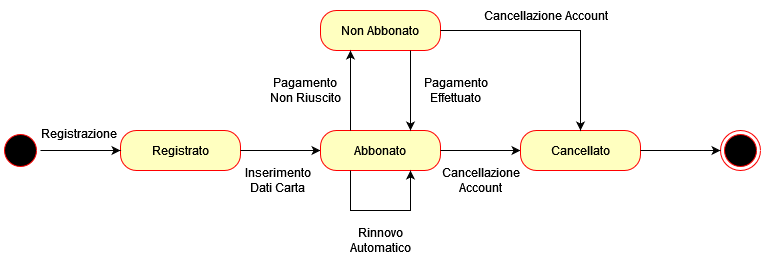 Cancellazione Account
Non Abbonato
Pagamento
Non Riuscito
Pagamento
Effettuato
Registrazione
Registrato
Inserimento
Dati Carta
Abbonato
Cancellazione
Account
Cancellato
Rinnovo
Automatico